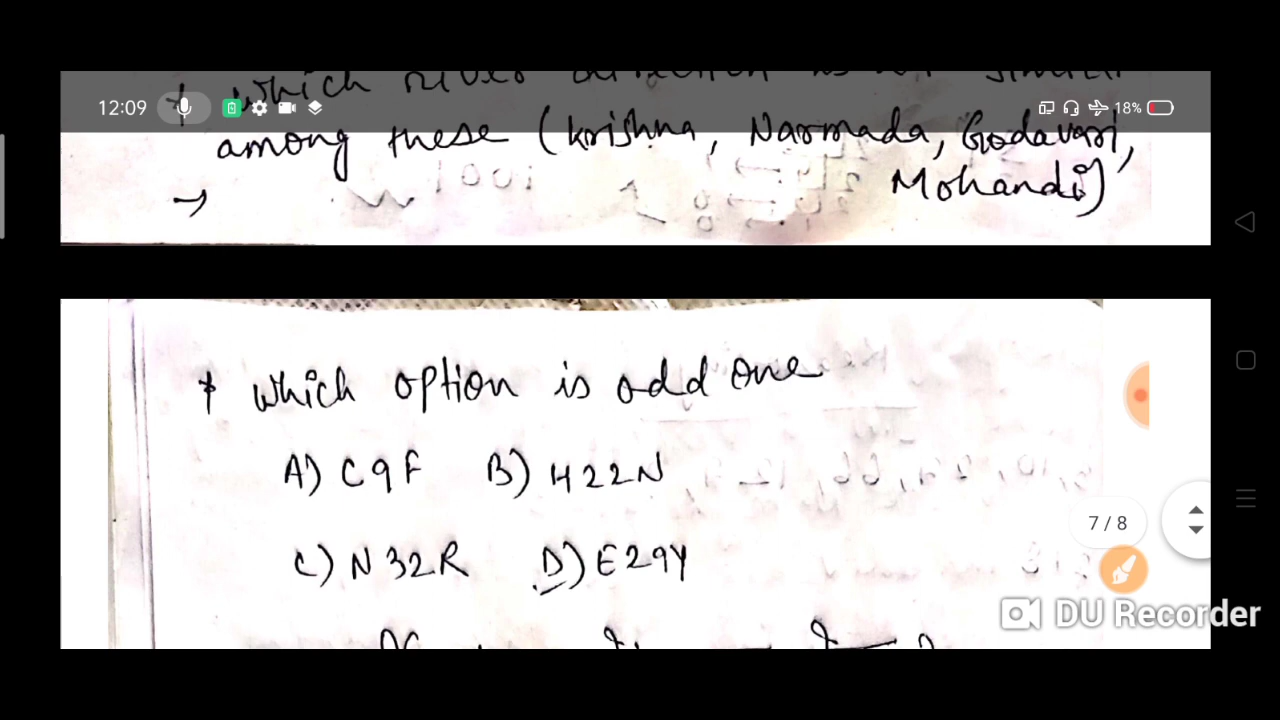 12:09
18%
which
among these (Krishna, Narmada, Godavari,
→ Mohandi)
* which option is odd one
A) C9F B) H22N
C) N32R D) E29Y
7/8
DU Recorder